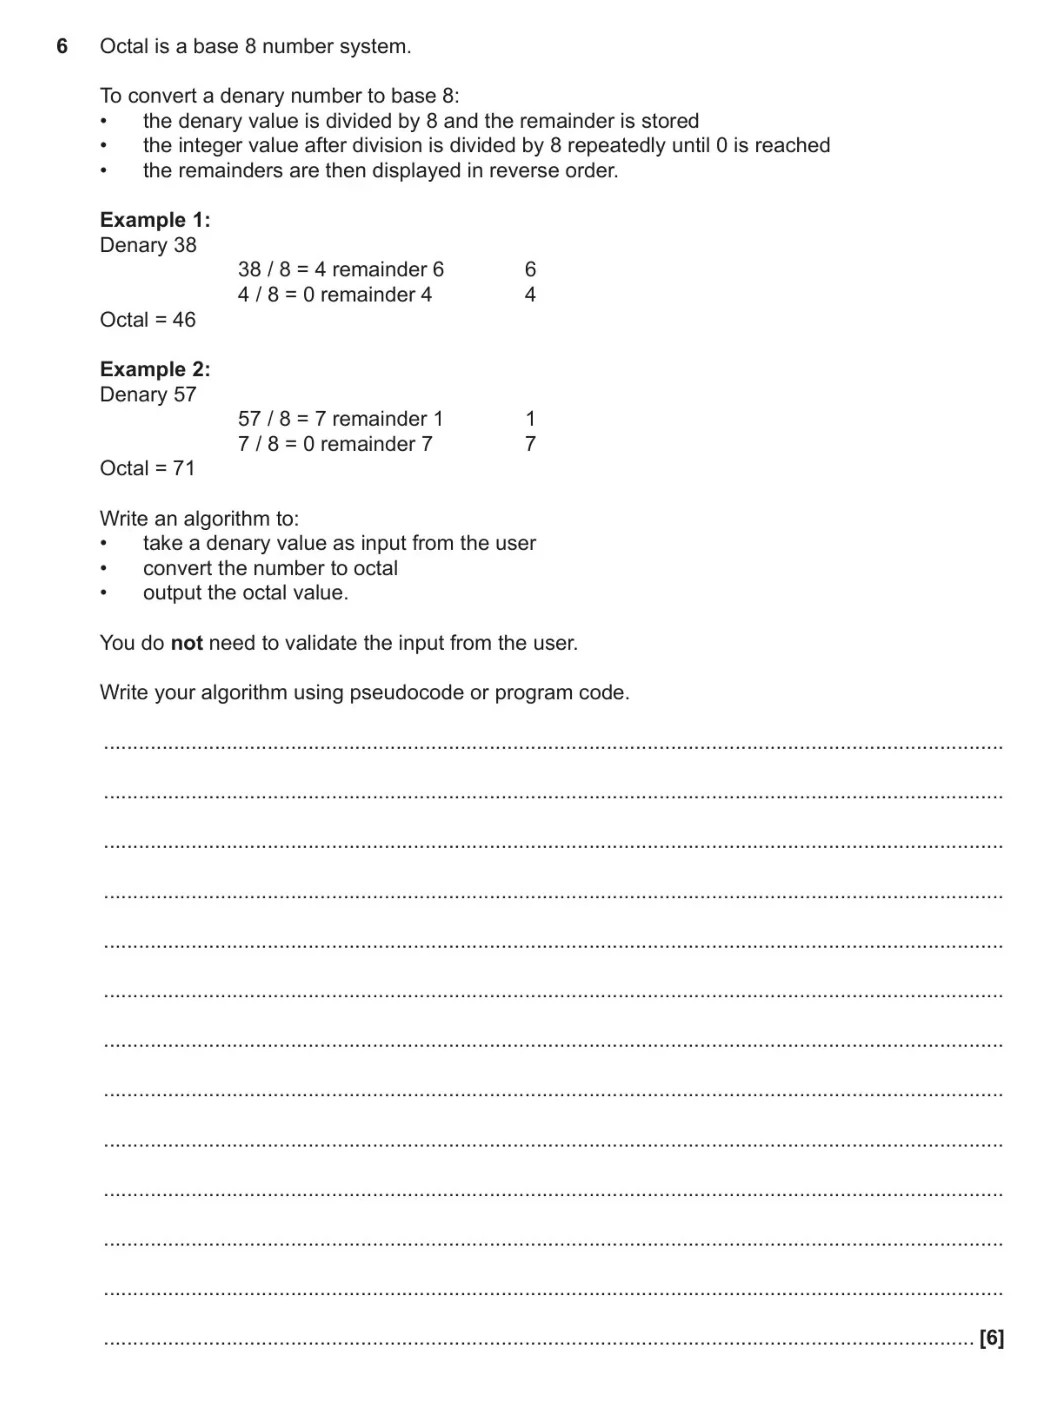 6 Octal is a base 8 number system.
To convert a denary number to base 8:
• the denary value is divided by 8 and the remainder is stored
• the integer value after division is divided by 8 repeatedly until 0 is reached
• the remainders are then displayed in reverse order.
Example 1:
Denary 38
38 / 8 = 4 remainder 6 6
4 / 8 = 0 remainder 4 4
Octal = 46
Example 2:
Denary 57
57 / 8 = 7 remainder 1 1
7 / 8 = 0 remainder 7 7
Octal = 71
Write an algorithm to:
• take a denary value as input from the user
• convert the number to octal
• output the octal value.
You do not need to validate the input from the user.
Write your algorithm using pseudocode or program code.
[6]